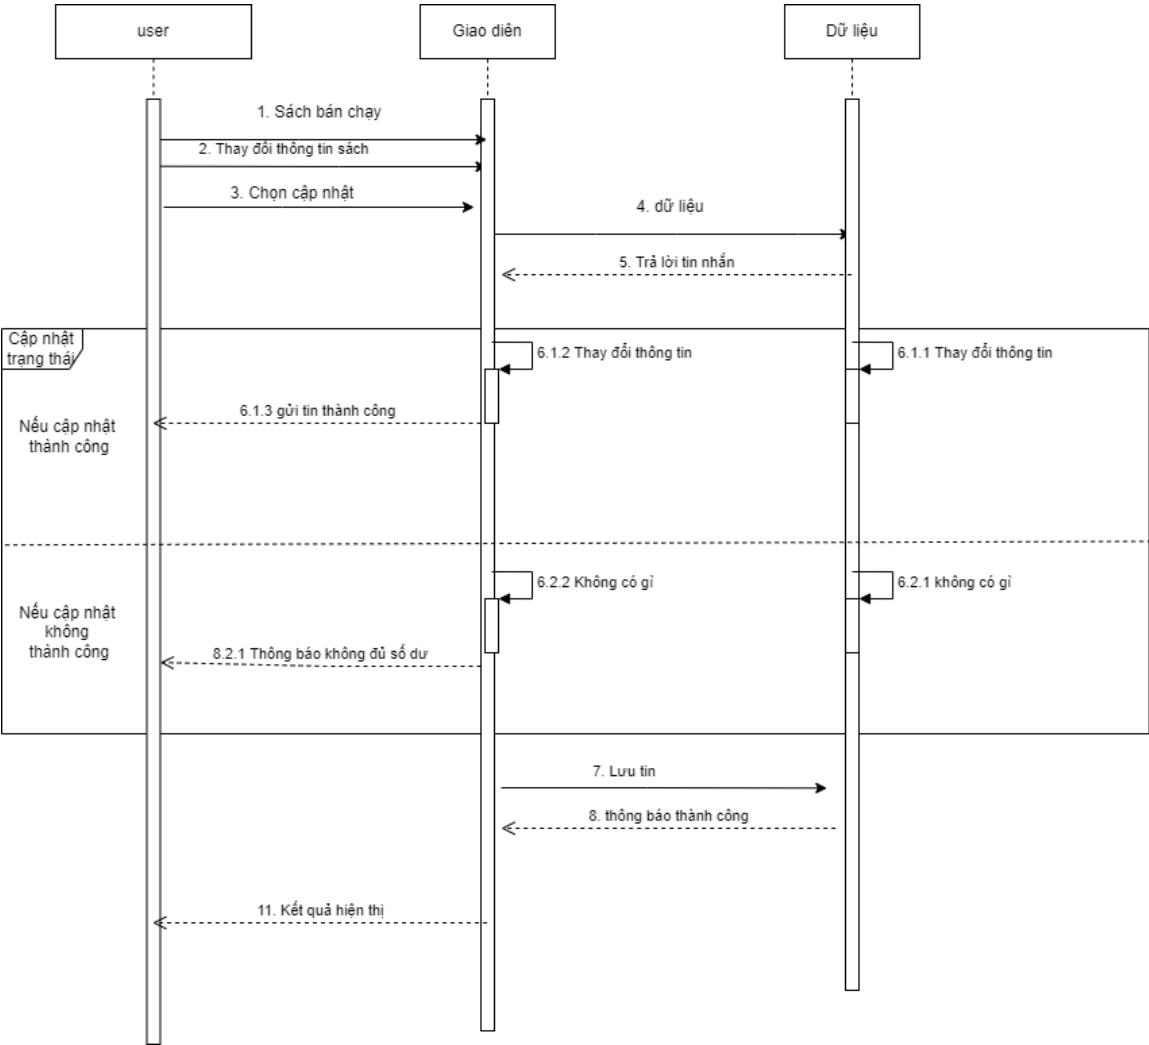 user
Giao diên
Dữ liệu
1. Sách bán chạy
2. Thay đổi thông tin sách
3. Chọn cập nhật
4. dữ liệu
5. Trả lời tin nhắn
Cập nhật
trạng thái
6.1.2 Thay đổi thông tin
6.1.1 Thay đổi thông tin
6.1.3 gửi tin thành công
Nếu cập nhật
thành công
6.2.2 Không có gì
6.2.1 không có gì
Nếu cập nhật
không
thành công
8.2.1 Thông báo không đủ số dư
7. Lưu tin
8. thông báo thành công
11. Kết quả hiện thị